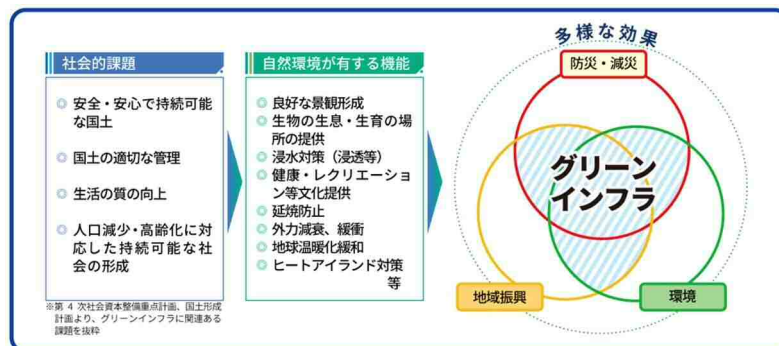 社会的課題
◎ 安全・安心で持続可能
な国土
◎ 国土の適切な管理
◎ 生活の質の向上
◎ 人口減少・高齢化に対
応した持続可能な社
会の形成
※第 4 次社会資本整備重点計画、国土形成
計画より、グリーンインフラに関連ある
課題を抜粋
自然環境が有する機能
◎ 良好な景観形成
◎ 生物の生息・生育の場
所の提供
◎ 浸水対策（浸透等）
◎ 健康・レクリエーショ
ン等文化提供
◎ 延焼防止
◎ 外力減衰、緩衝
◎ 地球温暖化緩和
◎ ヒートアイランド対策
等
多様な効果
防災・減災
グリーン
インフラ
地域振興
環境